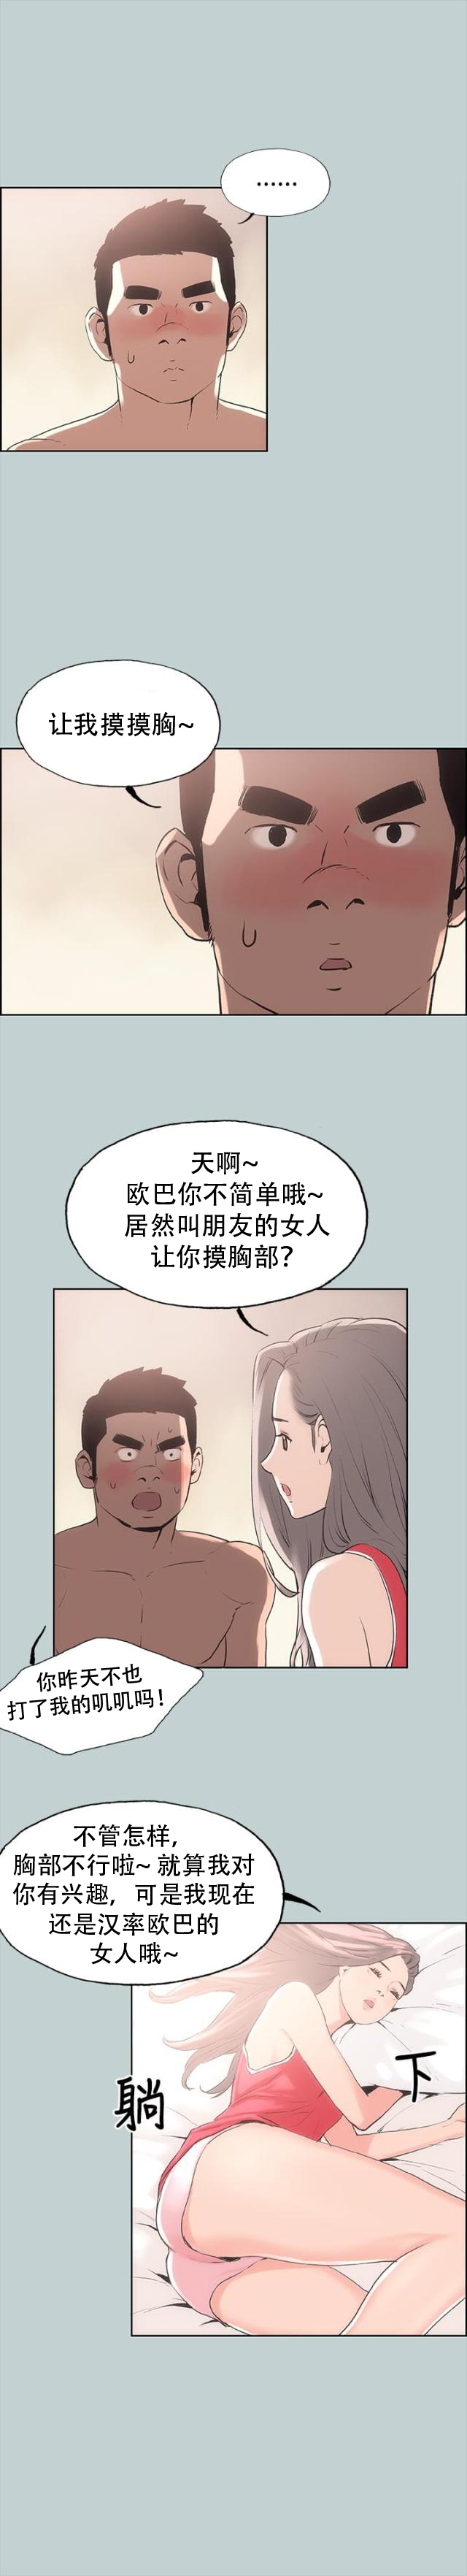 ······
让我摸摸胸~
天啊~
欧巴你不简单哦~
居然叫朋友的女人
让你摸胸部？
你昨天不也
打了我的叽叽吗！
不管怎样，
胸部不行啦~ 就算我对
你有兴趣，可是我现在
还是汉率欧巴的
女人哦~
躺下